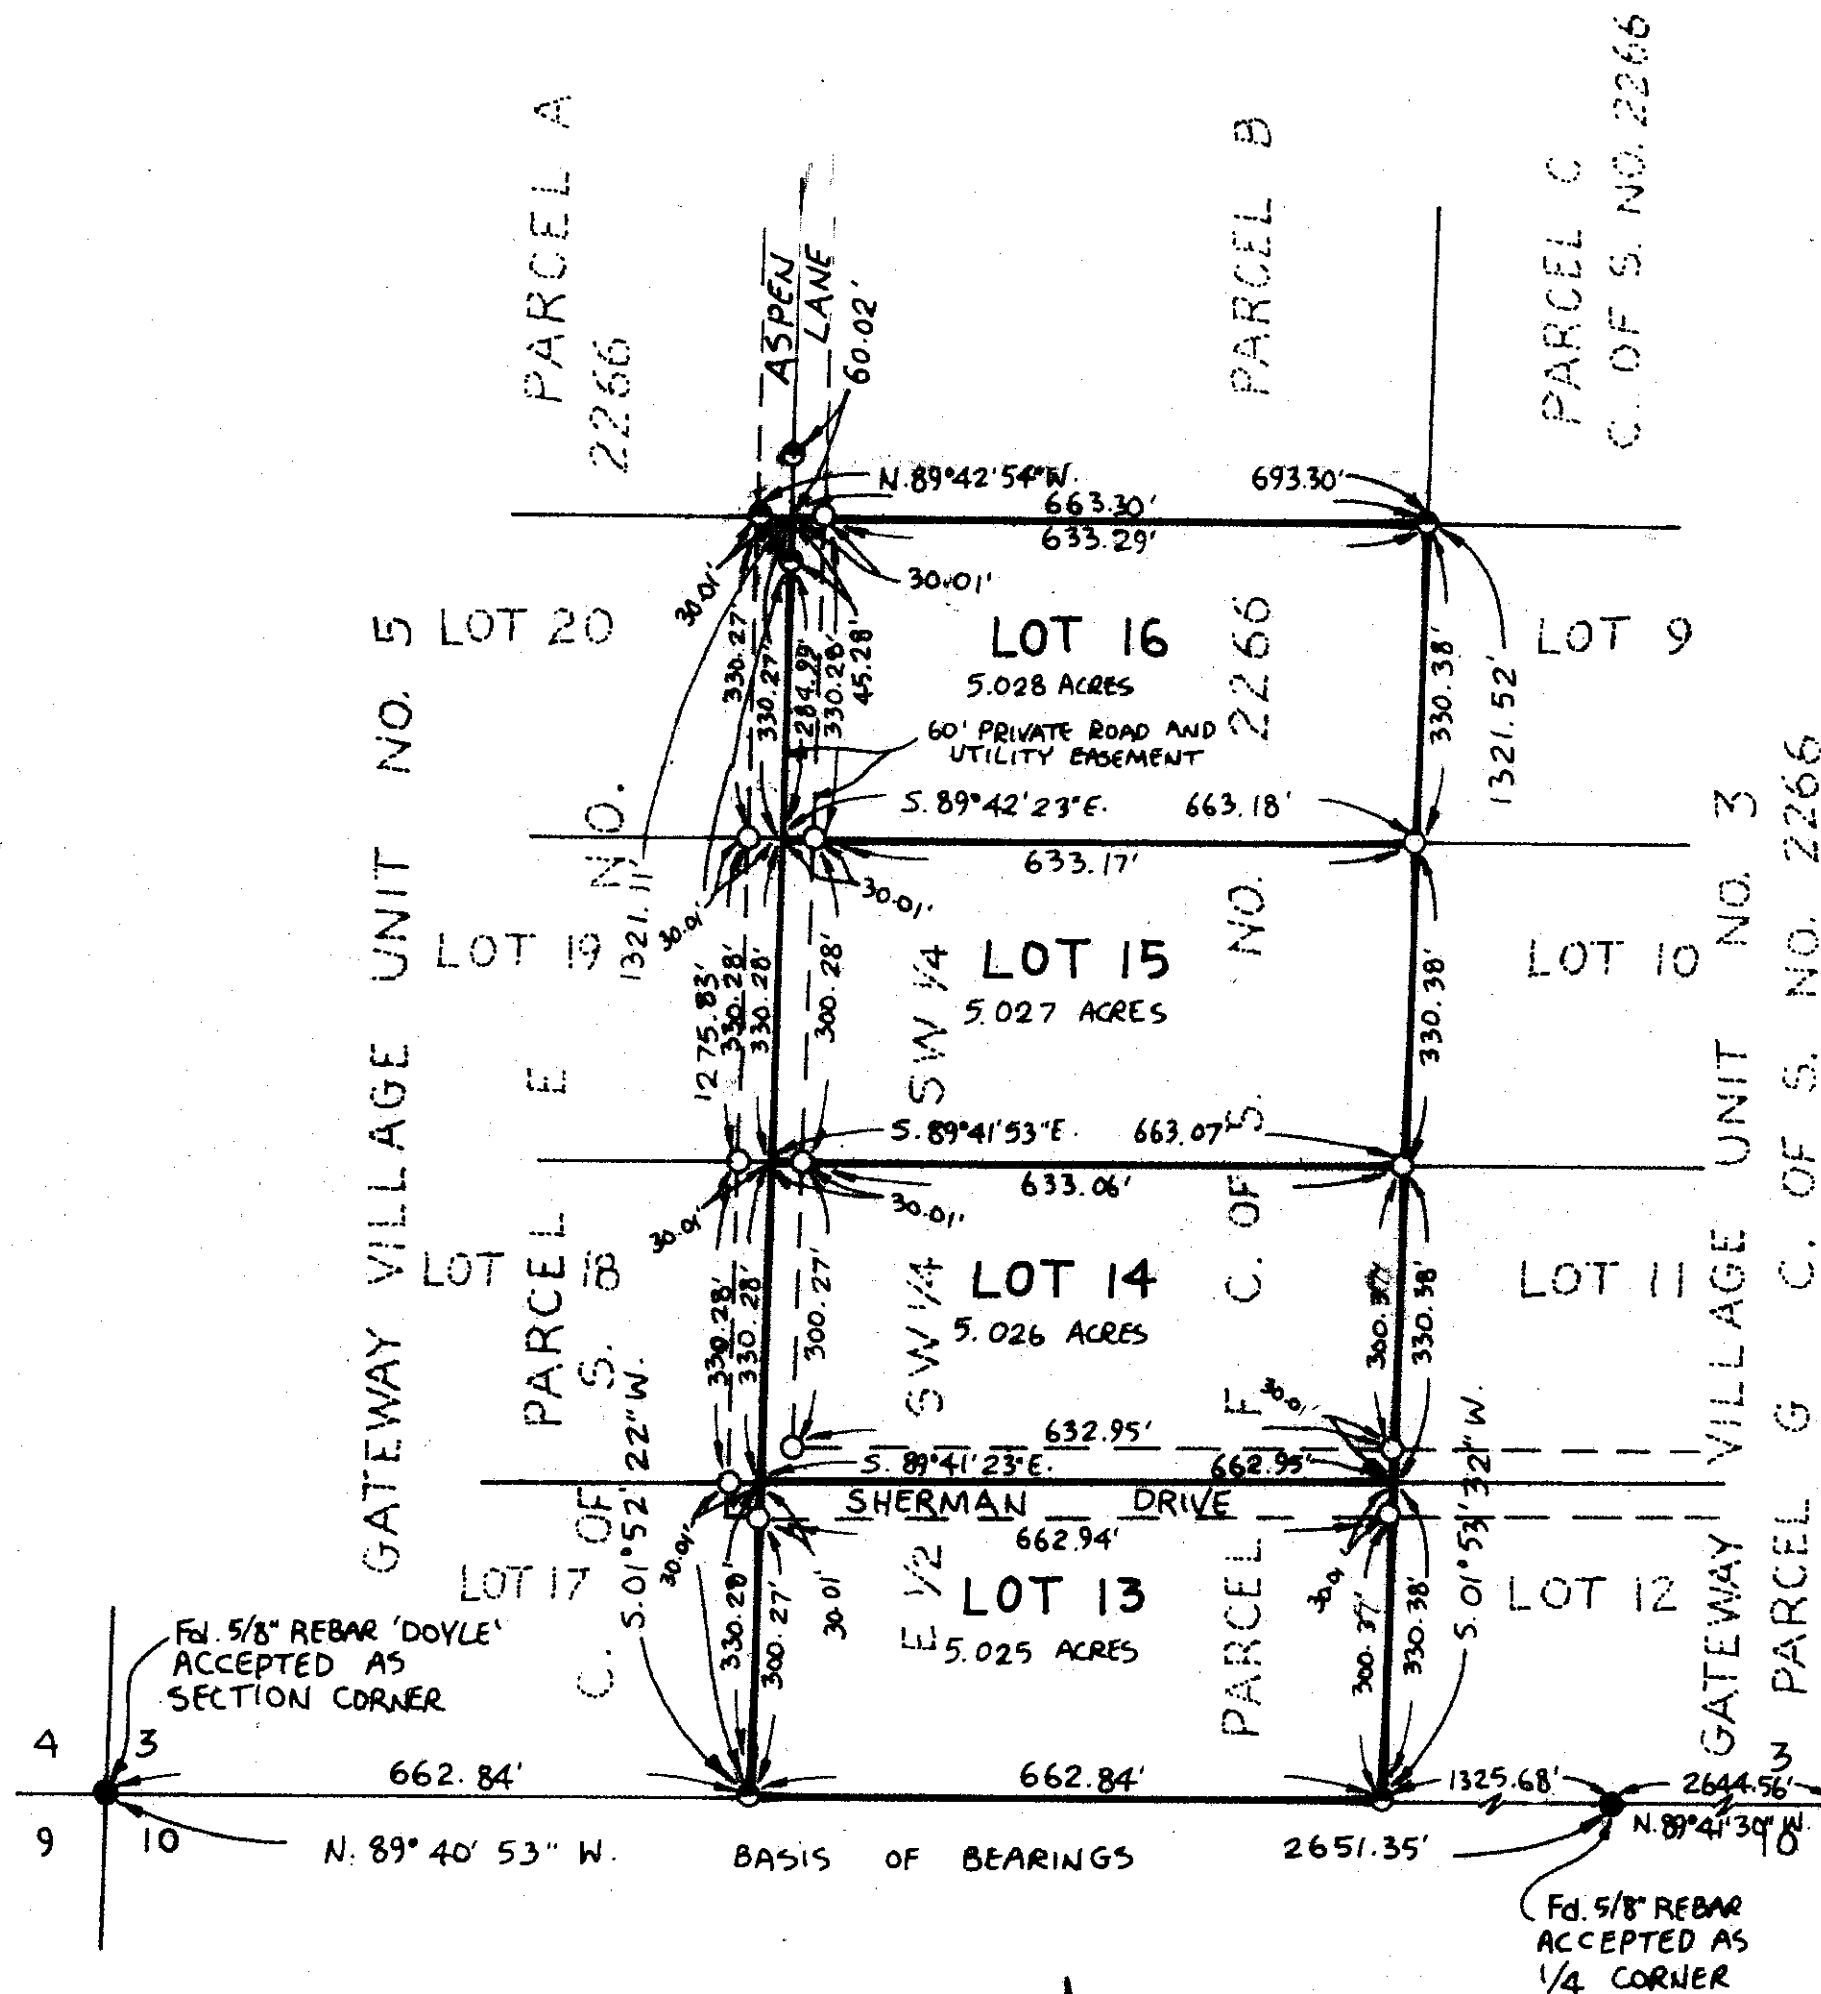 PARCEL A
2266
PARCEL B
PARCEL C
C. OF S. NO. 2266
ASPEN
LANE
60.02'
N. 89°42'54"W.
693.30'
663.30'
633.29'
30.01'
30.01'
GATEWAY VILLAGE UNIT NO. 5
LOT 20
330.27'
330.27'
284.99'
330.28'
45.28'
LOT 16
5.028 ACRES
2266
330.38'
1321.52'
LOT 9
60' PRIVATE ROAD AND
UTILITY EASEMENT
S. 89°42'23"E.
663.18'
633.17'
30.01'
30.01'
NO.
1321.11'
LOT 19
1275.83'
330.28'
330.28'
300.28'
SW 1/4
LOT 15
5.027 ACRES
NO.
330.38'
LOT 10
GATEWAY VILLAGE UNIT NO. 3
PARCEL G C. OF S. NO. 2266
PARCEL E
S. 89°41'53"E.
663.07'
633.06'
30.01'
30.01'
LOT 18
330.28'
330.28'
300.27'
SW 1/4
LOT 14
5.026 ACRES
C. OF S.
330.38'
LOT 11
30.01'
632.95'
S. 89°41'23"E.
662.95'
SHERMAN DRIVE
662.94'
C. OF S.
S. 01°52'22"W.
30.01'
LOT 17
330.28'
300.27'
30.01'
E 1/2
LOT 13
5.025 ACRES
PARCEL F
300.37'
330.38'
S. 01°53'32"W.
LOT 12
Fd. 5/8" REBAR 'DOYLE'
ACCEPTED AS
SECTION CORNER
4 3
662.84'
662.84'
1325.68'
3
2644.56'
9 10
N. 89°40'53"W.
BASIS OF BEARINGS
2651.35'
N. 89°41'30"W.
10
Fd. 5/8" REBAR
ACCEPTED AS
1/4 CORNER